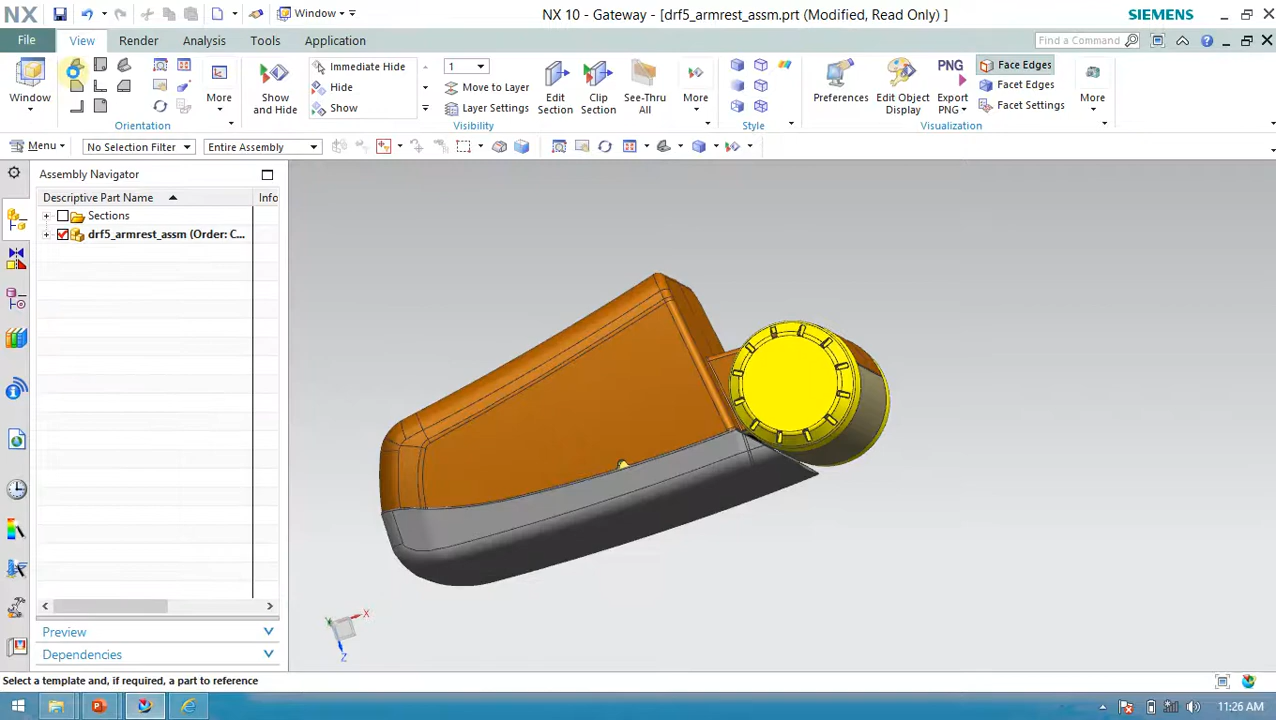 NX Window NX 10 - Gateway - [drf5_armrest_assm.prt (Modified, Read Only) ] SIEMENS
File View Render Analysis Tools Application Find a Command
Window More Show and Hide Immediate Hide Hide Show 1 Move to Layer Layer Settings Edit Section Clip Section See-Thru All More Preferences Edit Object Display Export PNG Face Edges Facet Edges Face Settings More
Orientation Visibility Style Visualization
Menu No Selection Filter Entire Assembly
Assembly Navigator
Descriptive Part Name Info
Sections
drf5_armrest_assm (Order: C...
X
Y
Z
Preview
Dependencies
Select a template and, if required, a part to reference
11:26 AM